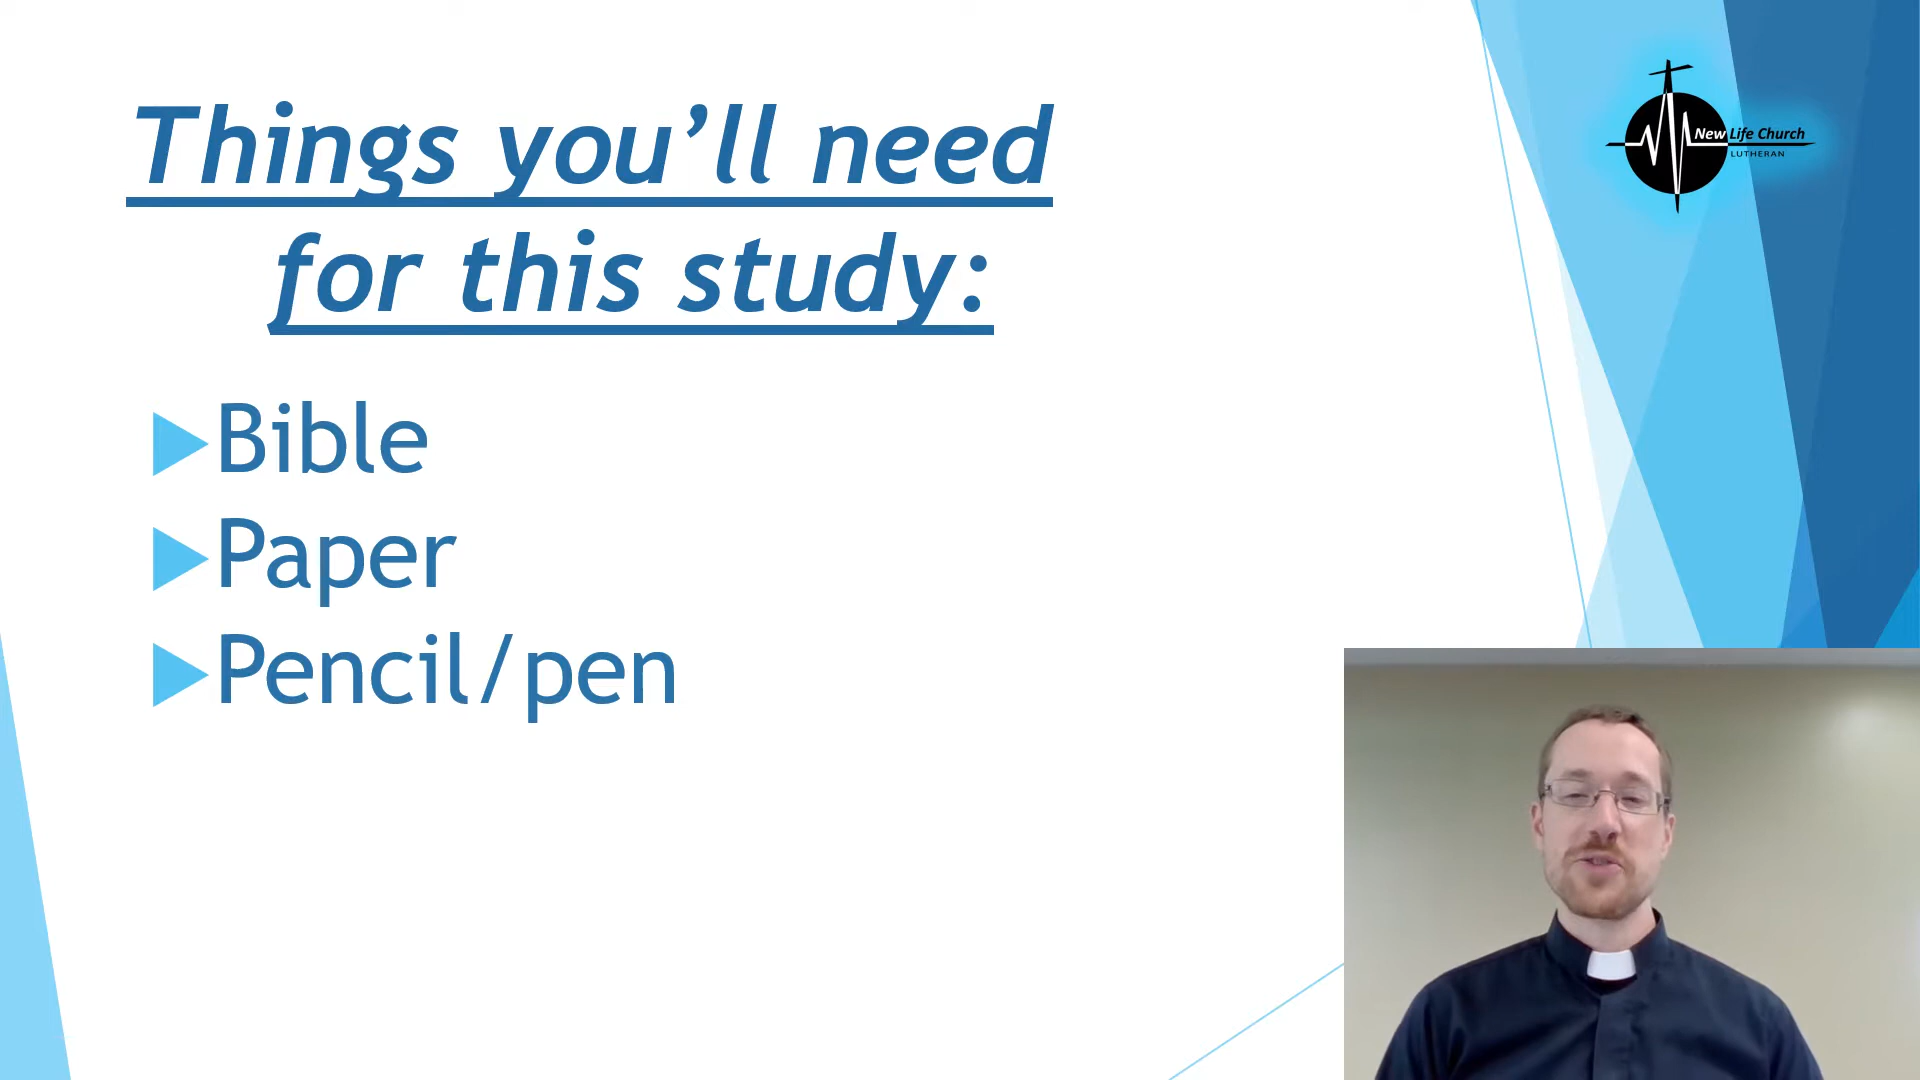 Things you’ll need
for this study:
New Life Church
LUTHERAN
Bible
Paper
Pencil/pen